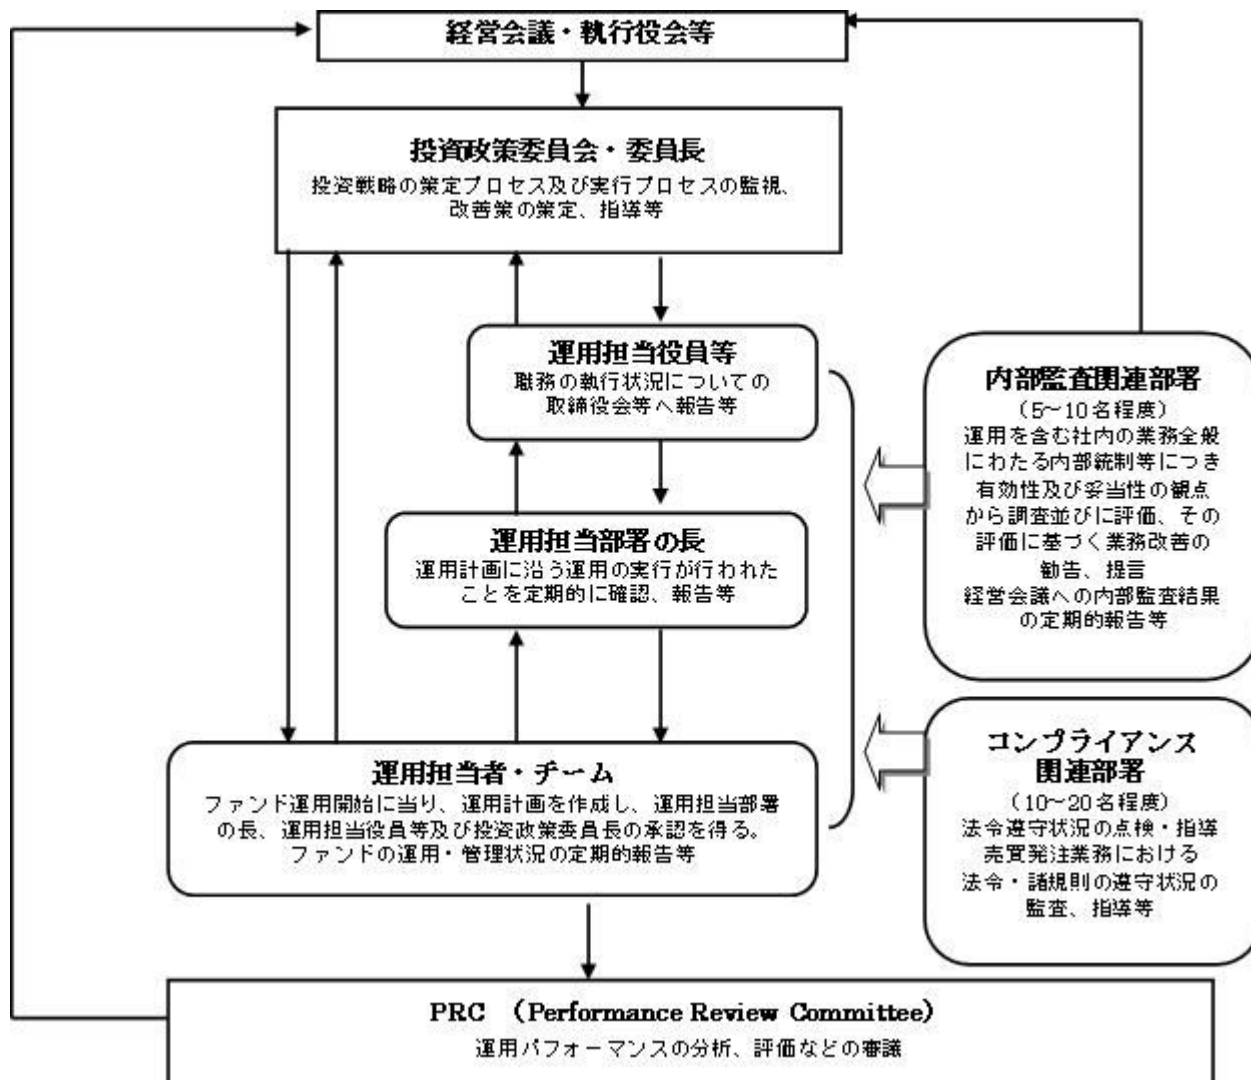 経営会議・執行役会等
投資政策委員会・委員長
投資戦略の策定プロセス及び実行プロセスの監視、
改善策の策定、指導等
運用担当役員等
職務の執行状況についての
取締役会等へ報告等
運用担当部署の長
運用計画に沿う運用の実行が行われた
ことを定期的に確認、報告等
運用担当者・チーム
ファンド運用開始に当り、運用計画を作成し、運用担当部署
の長、運用担当役員等及び投資政策委員長の承認を得る。
ファンドの運用・管理状況の定期的報告等
内部監査関連部署
（5～10名程度）
運用を含む社内の業務全般
にわたる内部統制等につき
有効性及び妥当性の観点
から調査並びに評価、その
評価に基づく業務改善の
勧告、提言
経営会議への内部監査結果
の定期的報告等
コンプライアンス
関連部署
（10～20名程度）
法令遵守状況の点検・指導
売買発注業務における
法令・諸規則の遵守状況の
監査、指導等
PRC （Performance Review Committee）
運用パフォーマンスの分析、評価などの審議